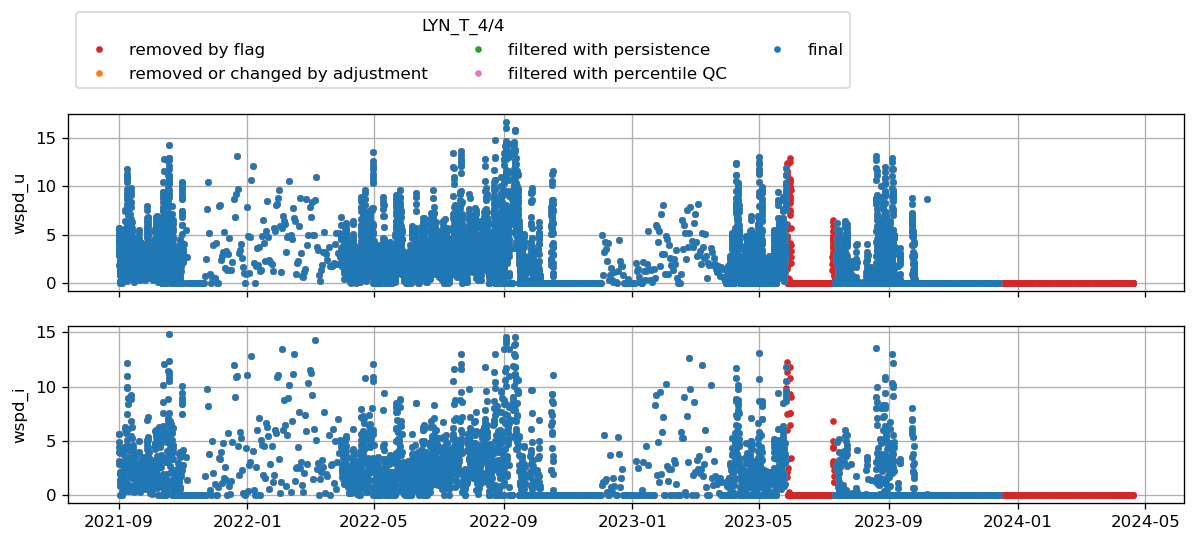 LYN_T_4/4
removed by flag
filtered with persistence
final
removed or changed by adjustment
filtered with percentile QC
15
10
5
0
wspd_u
15
10
5
0
wspd_i
2021-09 2022-01 2022-05 2022-09 2023-01 2023-05 2023-09 2024-01 2024-05